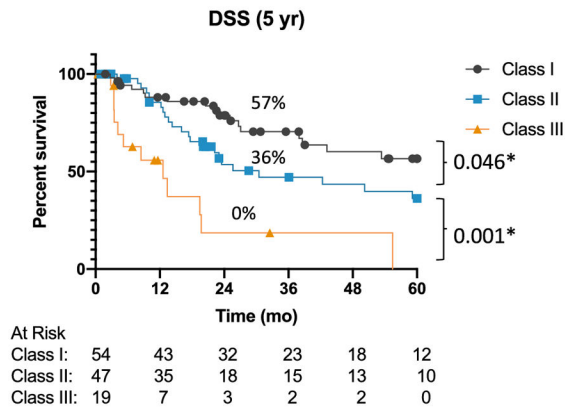 DSS (5 yr)
Class I
Class II
Class III
Percent survival
100
50
0
57%
36%
0%
0.046*
0.001*
0 12 24 36 48 60
Time (mo)
At Risk
Class I: 54 43 32 23 18 12
Class II: 47 35 18 15 13 10
Class III: 19 7 3 2 2 0